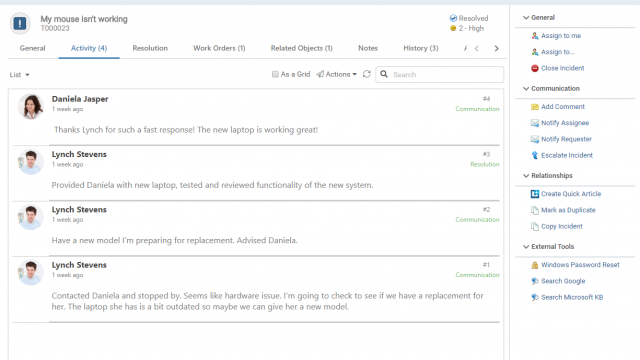 My mouse isn't working
T000023
Resolved
2 - High
General
Activity (4)
Resolution
Work Orders (1)
Related Objects (1)
Notes
History (3)
List
As a Grid
Actions
Search
Daniela Jasper
#4
1 week ago
Communication
Thanks Lynch for such a fast response! The new laptop is working great!
Lynch Stevens
#3
1 week ago
Resolution
Provided Daniela with new laptop, tested and reviewed functionality of the new system.
Lynch Stevens
#2
1 week ago
Communication
Have a new model I'm preparing for replacement. Advised Daniela.
Lynch Stevens
#1
1 week ago
Communication
Contacted Daniela and stopped by. Seems like hardware issue. I'm going to check to see if we have a replacement for
her. The laptop she has is a bit outdated so maybe we can give her a new model.
General
Assign to me
Assign to...
Close Incident
Communication
Add Comment
Notify Assignee
Notify Requester
Escalate Incident
Relationships
Create Quick Article
Mark as Duplicate
Copy Incident
External Tools
Windows Password Reset
Search Google
Search Microsoft KB